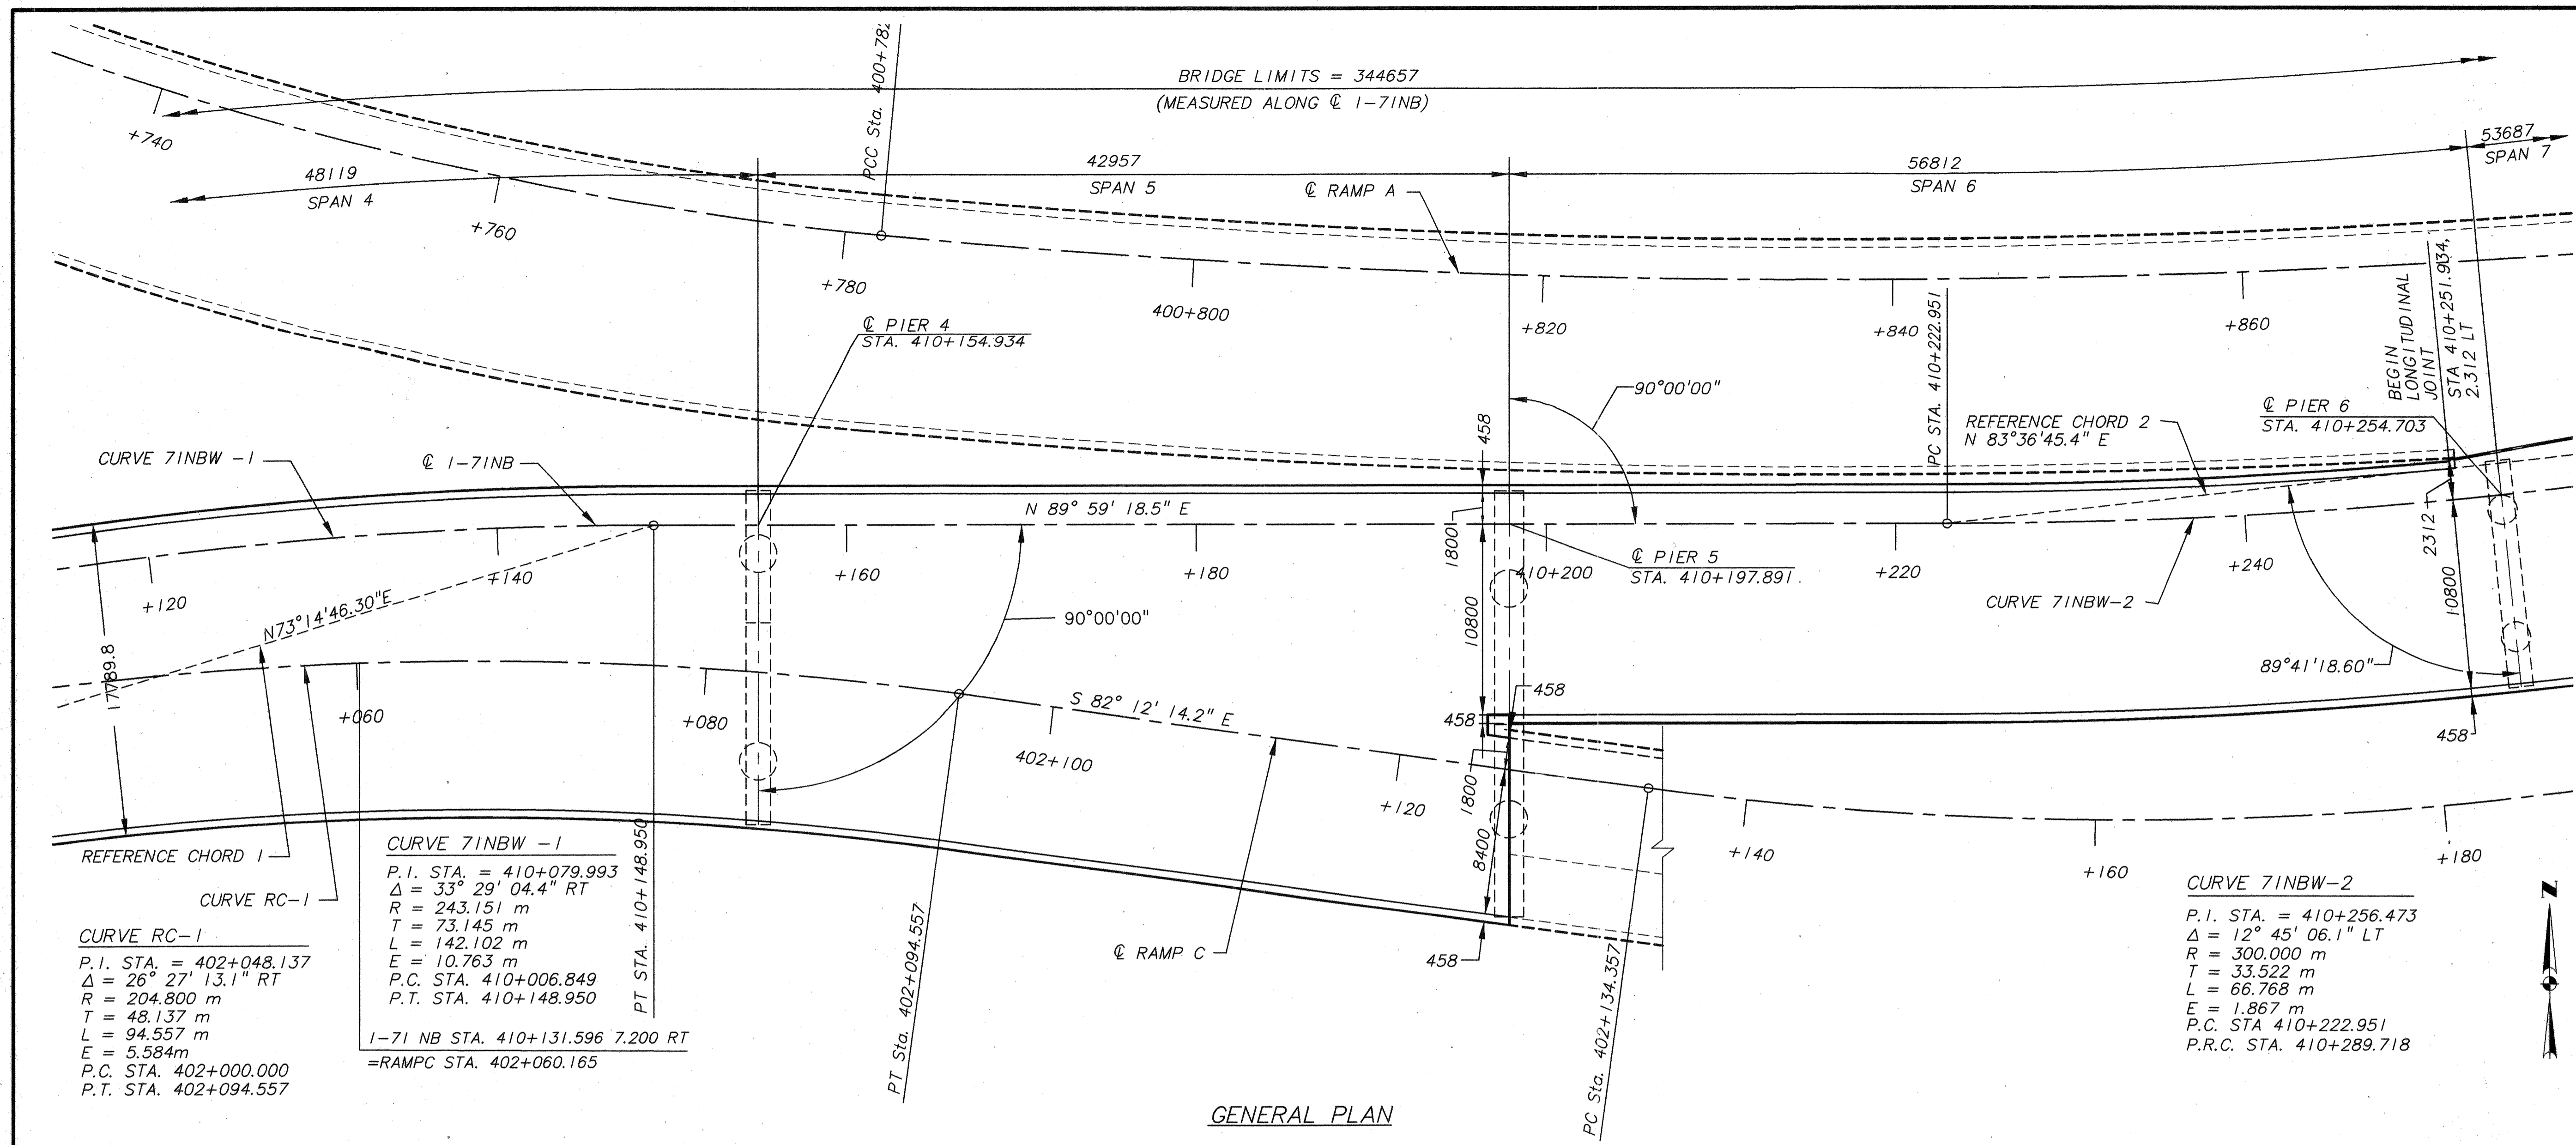 BRIDGE LIMITS = 344657
(MEASURED ALONG ℄ I-71NB)
PCC Sta. 400+782
+740
48119
SPAN 4
42957
SPAN 5
56812
SPAN 6
53687
SPAN 7
℄ RAMP A
+760
+780
400+800
+820
+840
+860
℄ PIER 4
STA. 410+154.934
90°00'00"
PC STA. 410+222.951
BEGIN
LONGITUDINAL
JOINT
STA 410+251.934,
2.312 LT
REFERENCE CHORD 2
N 83°36'45.4" E
℄ PIER 6
STA. 410+254.703
CURVE 71NBW -1
℄ I-71NB
458
N 89° 59' 18.5" E
1800
2312
+120
+140
+160
+180
410+200
+220
+240
℄ PIER 5
STA. 410+197.891
CURVE 71NBW-2
N73°14'46.30"E
90°00'00"
10800
10800
17789.8
89°41'18.60"
+060
+080
S 82° 12' 14.2" E
458
458
458
402+100
+120
1800
8400
+140
+160
+180
REFERENCE CHORD 1
CURVE RC-1
PT STA. 410+148.950
CURVE 71NBW -1
P.I. STA. = 410+079.993
Δ = 33° 29' 04.4" RT
R = 243.151 m
T = 73.145 m
L = 142.102 m
E = 10.763 m
P.C. STA. 410+006.849
P.T. STA. 410+148.950
I-71 NB STA. 410+131.596 7.200 RT
=RAMPC STA. 402+060.165
CURVE RC-1
P.I. STA. = 402+048.137
Δ = 26° 27' 13.1" RT
R = 204.800 m
T = 48.137 m
L = 94.557 m
E = 5.584m
P.C. STA. 402+000.000
P.T. STA. 402+094.557
PT Sta. 402+094.557
℄ RAMP C
458
PC Sta. 402+134.357
CURVE 71NBW-2
P.I. STA. = 410+256.473
Δ = 12° 45' 06.1" LT
R = 300.000 m
T = 33.522 m
L = 66.768 m
E = 1.867 m
P.C. STA 410+222.951
P.R.C. STA. 410+289.718
N
GENERAL PLAN